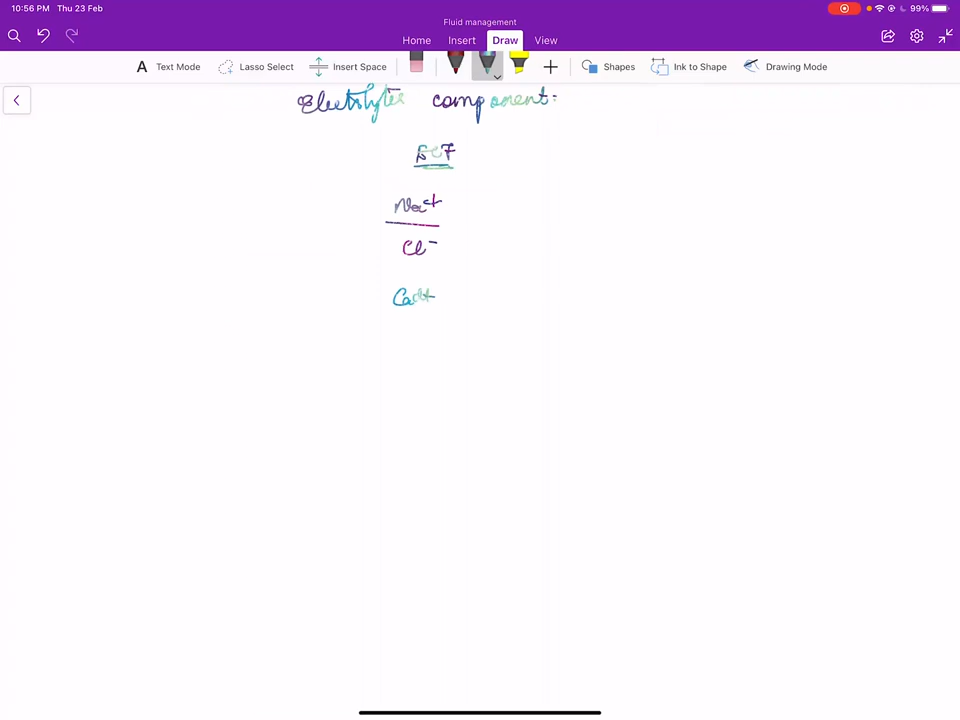 10:56 PM Thu 23 Feb 99%
Fluid management
Home Insert Draw View
A Text Mode Lasso Select Insert Space Shapes Ink to Shape Drawing Mode
Electrolytes component:
ECF
Na+
Cl-
Ca++